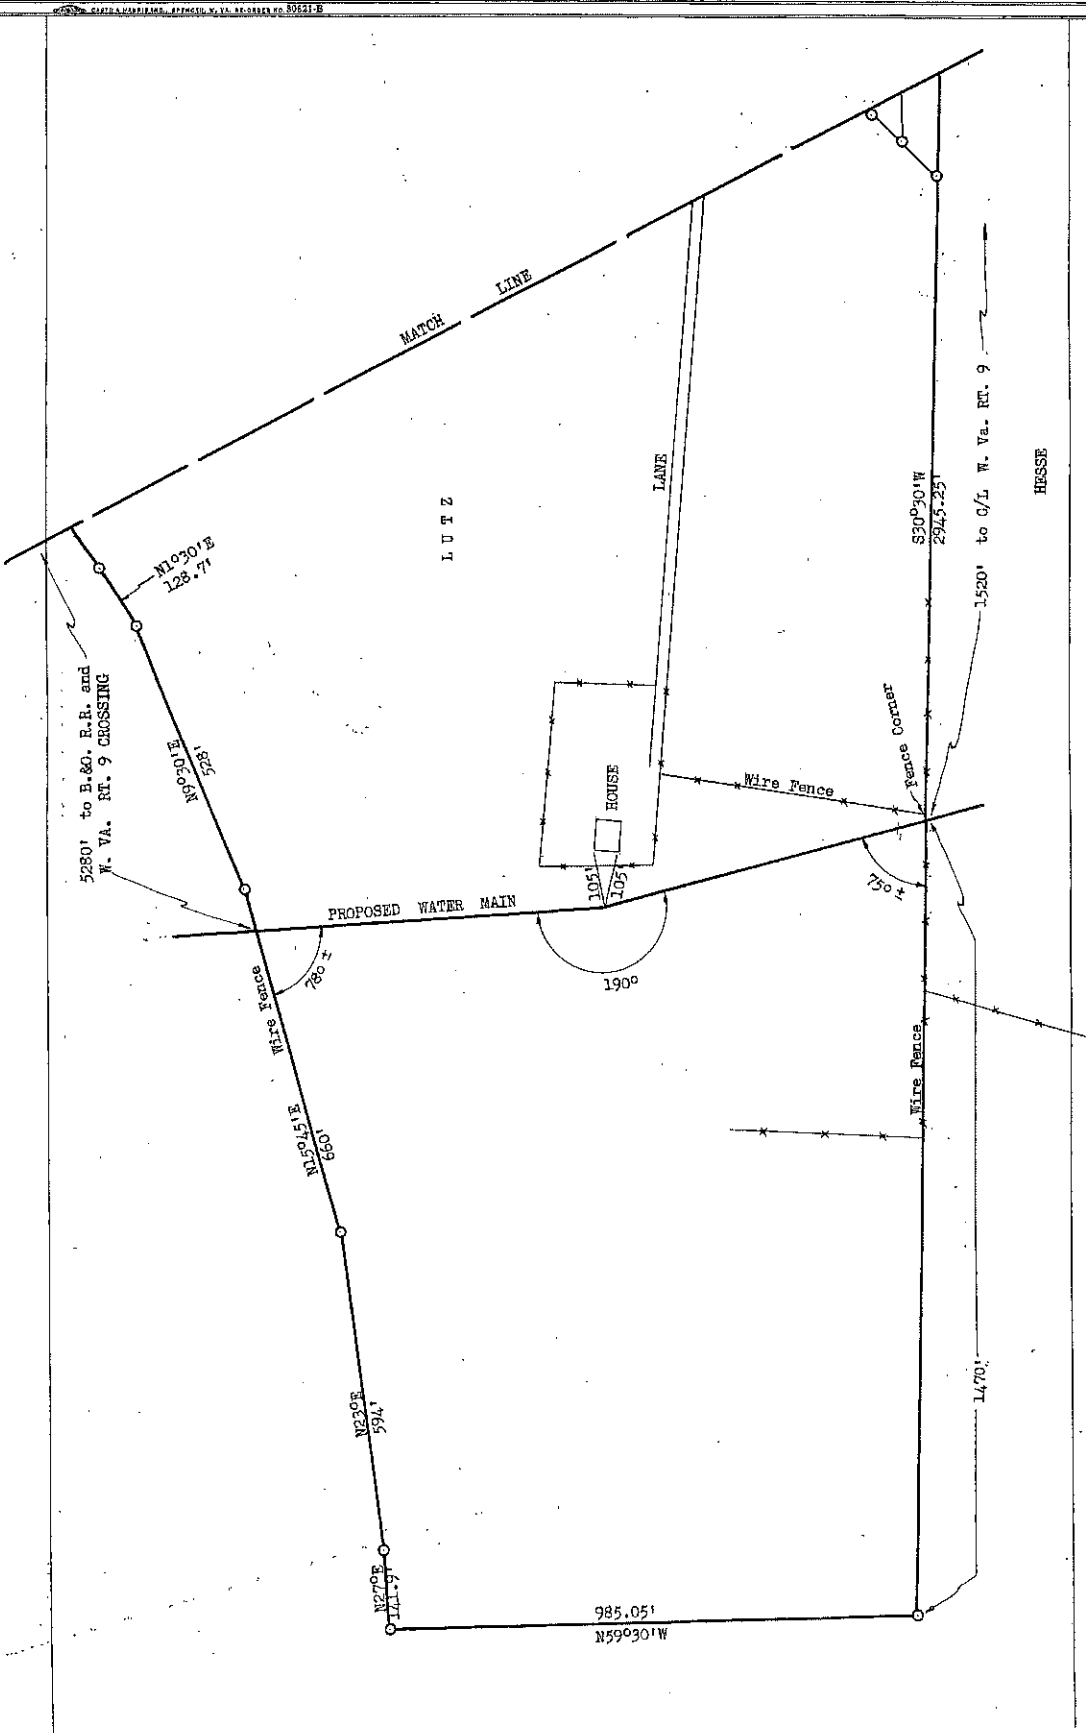 30621-B
MATCH LINE
N1°30'E
128.7'
LUTZ
5280' to B.&O. R.R. and
W. VA. RT. 9 CROSSING
N9°30'E
528'
LANE
S30°30'W
2945.25'
1520' to C/L W. Va. RT. 9
HESSE
Fence Corner
Wire Fence
HOUSE
105'
105'
PROPOSED WATER MAIN
78° ±
190°
75° ±
Wire Fence
N15°45'E
660'
Wire Fence
N23°E
594'
1470'
N27°E
141.9'
985.05'
N59°30'W